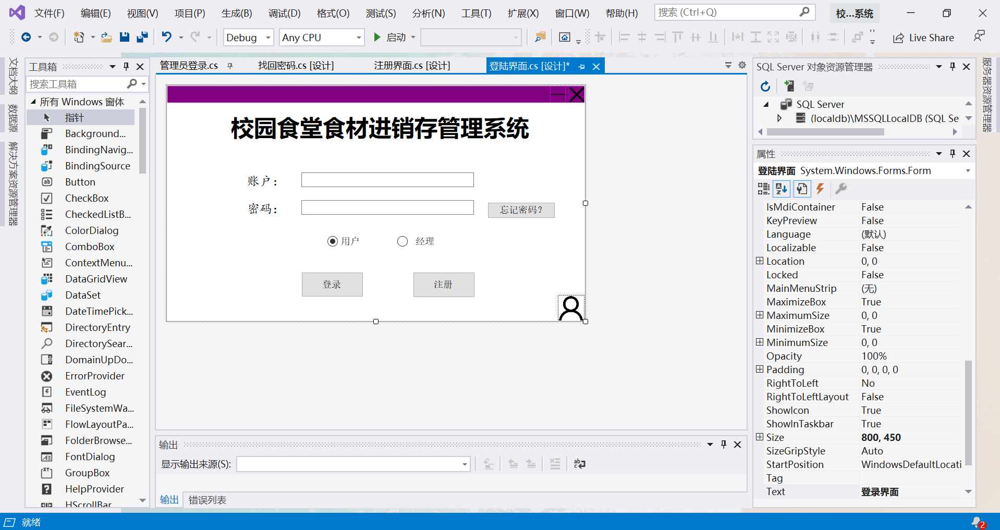 文件(F) 编辑(E) 视图(V) 项目(P) 生成(B) 调试(D) 格式(O) 测试(S) 分析(N) 工具(T) 扩展(X) 窗口(W) 帮助(H) 搜索 (Ctrl+Q) 校...系统
Debug Any CPU 启动 Live Share
文档大纲
数据源
解决方案资源管理器
工具箱
搜索工具箱
所有 Windows 窗体
指针
Background...
BindingNavig...
BindingSource
Button
CheckBox
CheckedListB...
ColorDialog
ComboBox
ContextMenu...
DataGridView
DataSet
DateTimePick...
DirectoryEntry
DirectorySear...
DomainUpDo...
ErrorProvider
EventLog
FileSystemWa...
FlowLayoutPa...
FolderBrowse...
FontDialog
GroupBox
HelpProvider
HScrollBar
管理员登录.cs 找回密码.cs [设计] 注册界面.cs [设计] 登陆界面.cs [设计]*
校园食堂食材进销存管理系统
账户：
密码： 忘记密码？
用户 经理
登录 注册
输出
显示输出来源(S):
输出 错误列表
SQL Server 对象资源管理器
SQL Server
(localdb)\MSSQLLocalDB (SQL Se
属性
登陆界面 System.Windows.Forms.Form
IsMdiContainer False
KeyPreview False
Language (默认)
Localizable False
Location 0, 0
Locked False
MainMenuStrip (无)
MaximizeBox True
MaximumSize 0, 0
MinimizeBox True
MinimumSize 0, 0
Opacity 100%
Padding 0, 0, 0, 0
RightToLeft No
RightToLeftLayout False
ShowIcon True
ShowInTaskbar True
Size 800, 450
SizeGripStyle Auto
StartPosition WindowsDefaultLocati
Tag
Text 登录界面
服务器资源管理器
就绪 2